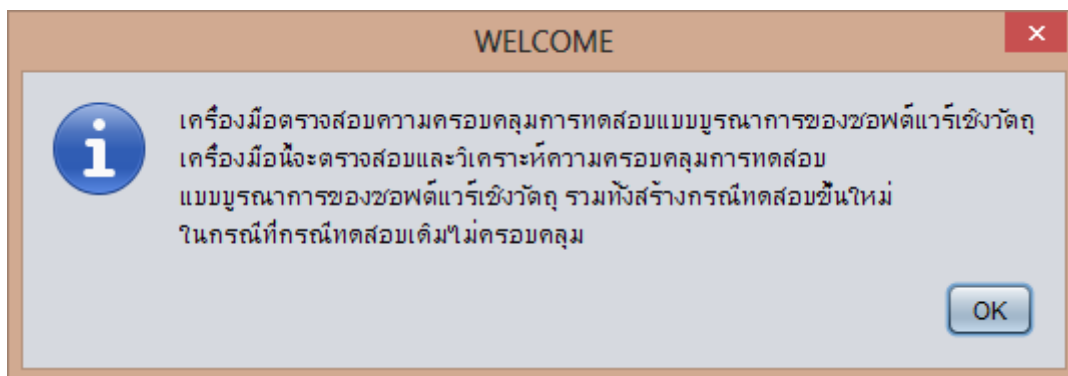 WELCOME
เครื่องมือตรวจสอบความครอบคลุมการทดสอบแบบบูรณาการของซอฟต์แวร์เชิงวัตถุ
เครื่องมือนี้จะตรวจสอบและวิเคราะห์ความครอบคลุมการทดสอบ
แบบบูรณาการของซอฟต์แวร์เชิงวัตถุ รวมทั้งสร้างกรณีทดสอบขึ้นใหม่
ในกรณีที่กรณีทดสอบเดิมไม่ครอบคลุม
OK